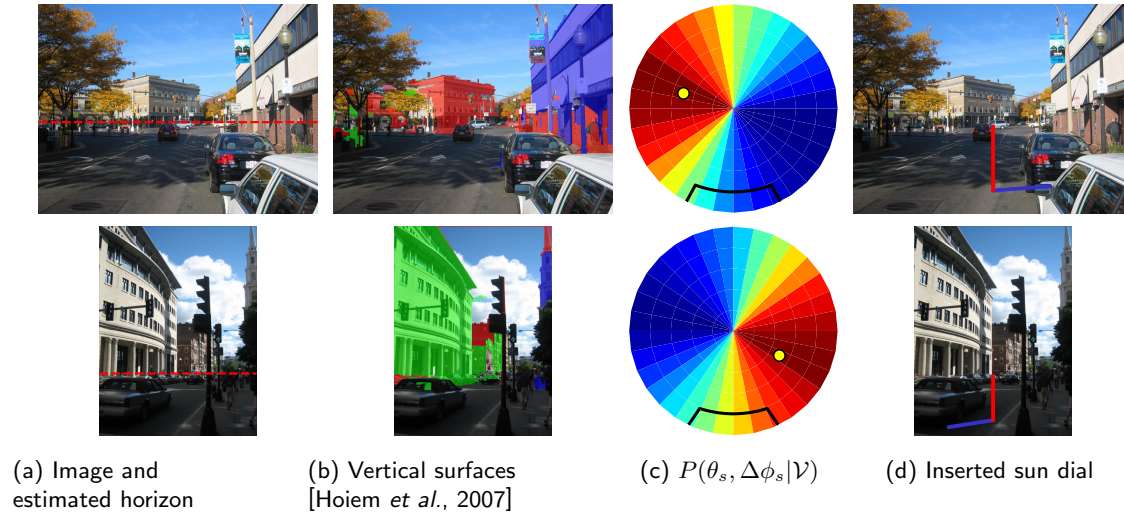 (a) Image and
estimated horizon
(b) Vertical surfaces
[Hoiem et al., 2007]
(c) P(θₛ, Δϕₛ|𝒱)
(d) Inserted sun dial